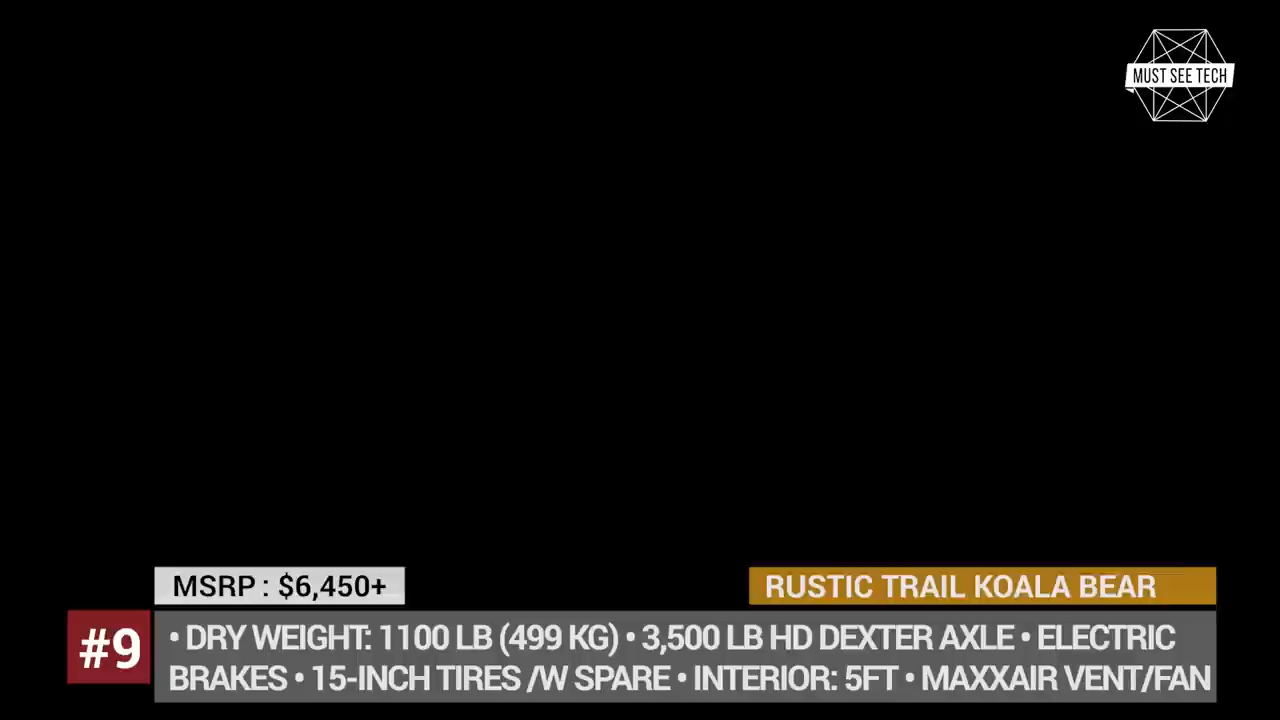 MUST SEE TECH
MSRP : $6,450+
RUSTIC TRAIL KOALA BEAR
#9
• DRY WEIGHT: 1100 LB (499 KG) • 3,500 LB HD DEXTER AXLE • ELECTRIC
BRAKES • 15-INCH TIRES /W SPARE • INTERIOR: 5FT • MAXXAIR VENT/FAN